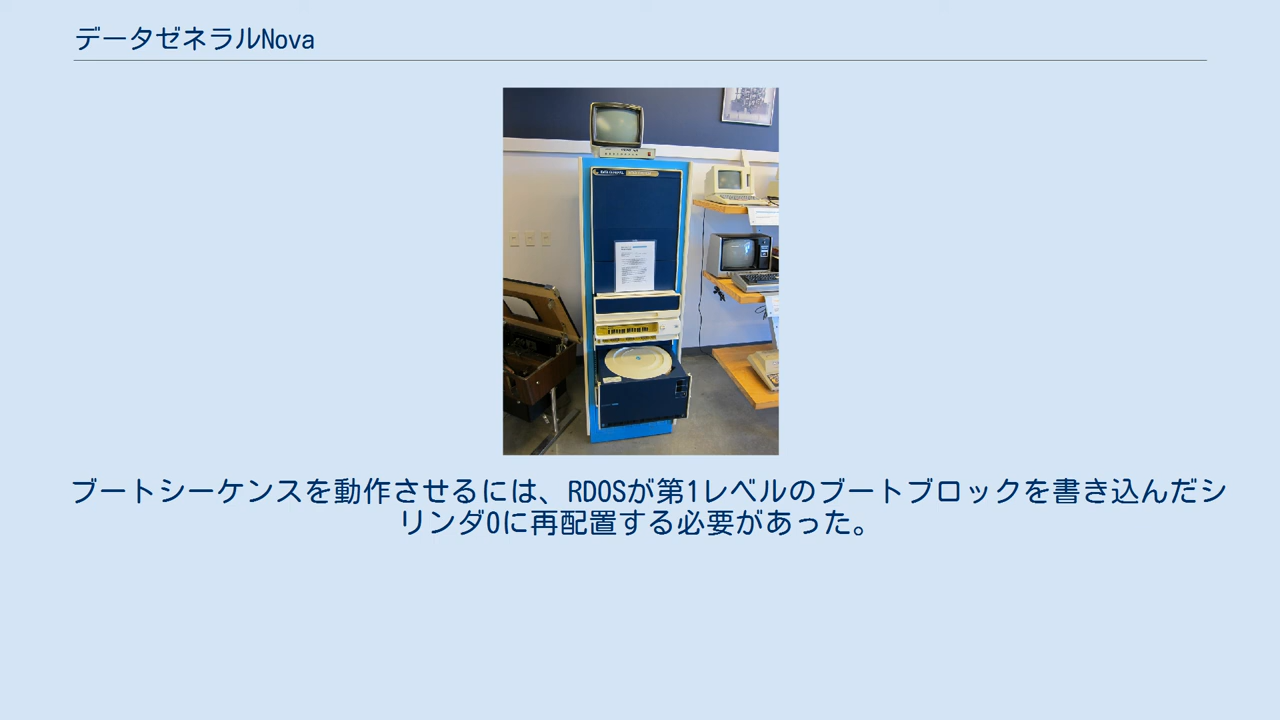 データゼネラルNova
ブートシーケンスを動作させるには、RDOSが第1レベルのブートブロックを書き込んだシ
リンダ0に再配置する必要があった。